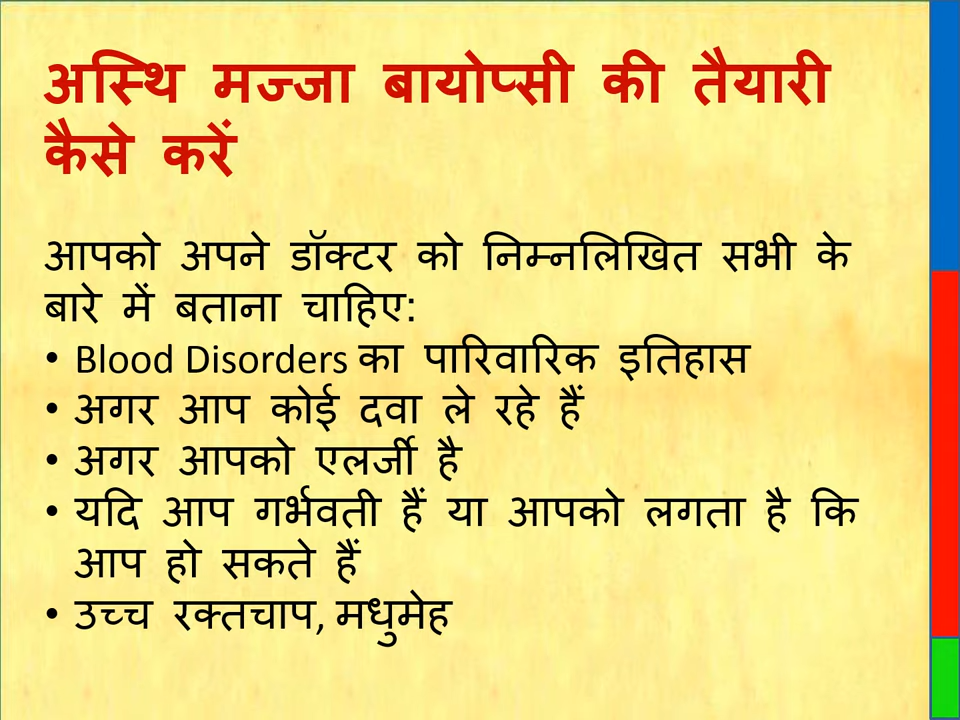 अस्थि मज्जा बायोप्सी की तैयारी
कैसे करें
आपको अपने डॉक्टर को निम्नलिखित सभी के
बारे में बताना चाहिए:
• Blood Disorders का पारिवारिक इतिहास
• अगर आप कोई दवा ले रहे हैं
• अगर आपको एलर्जी है
• यदि आप गर्भवती हैं या आपको लगता है कि
आप हो सकते हैं
• उच्च रक्तचाप, मधुमेह